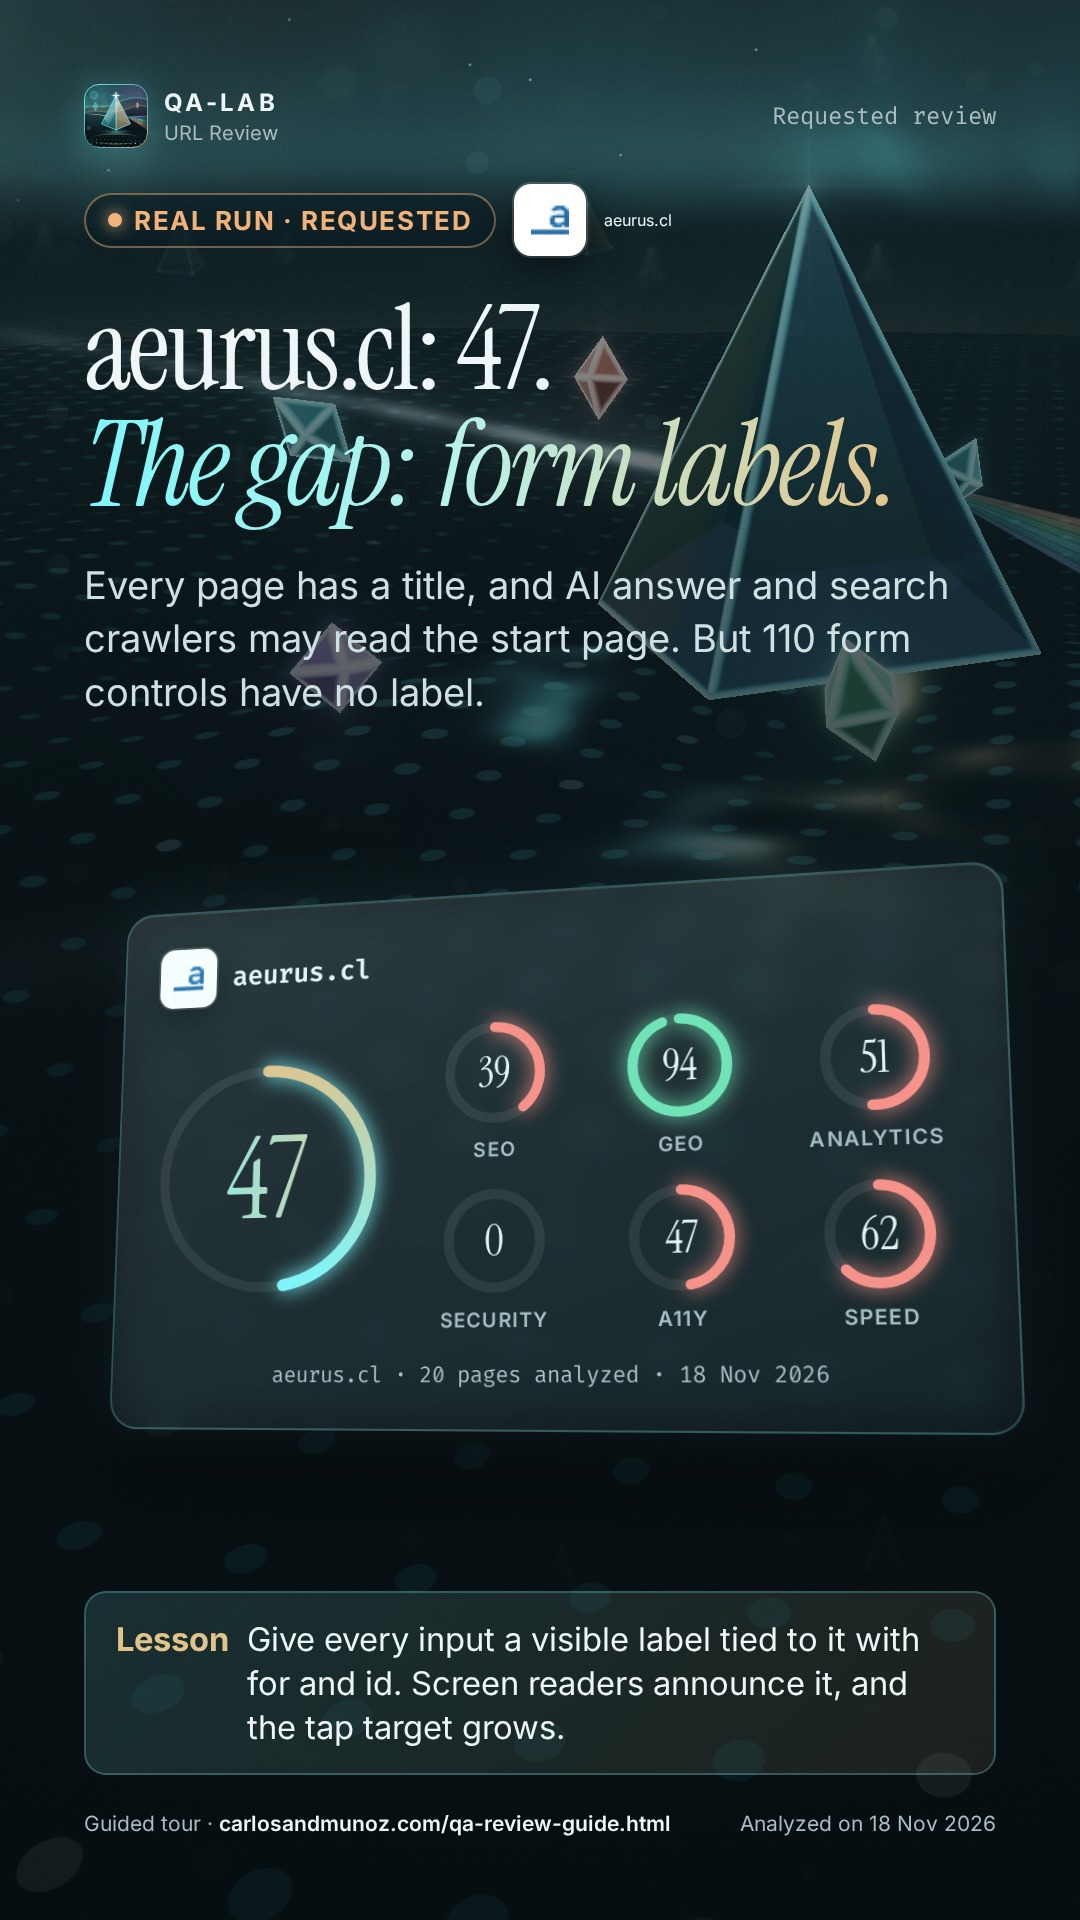 QA-LAB
URL Review
Requested review
REAL RUN · REQUESTED
a
aeurus.cl
aeurus.cl: 47.
The gap: form labels.
Every page has a title, and AI answer and search
crawlers may read the start page. But 110 form
controls have no label.
a
aeurus.cl
47
39
SEO
94
GEO
51
ANALYTICS
0
SECURITY
47
A11Y
62
SPEED
aeurus.cl · 20 pages analyzed · 18 Nov 2026
Lesson
Give every input a visible label tied to it with
for and id. Screen readers announce it, and
the tap target grows.
Guided tour · carlosandmunoz.com/qa-review-guide.html
Analyzed on 18 Nov 2026